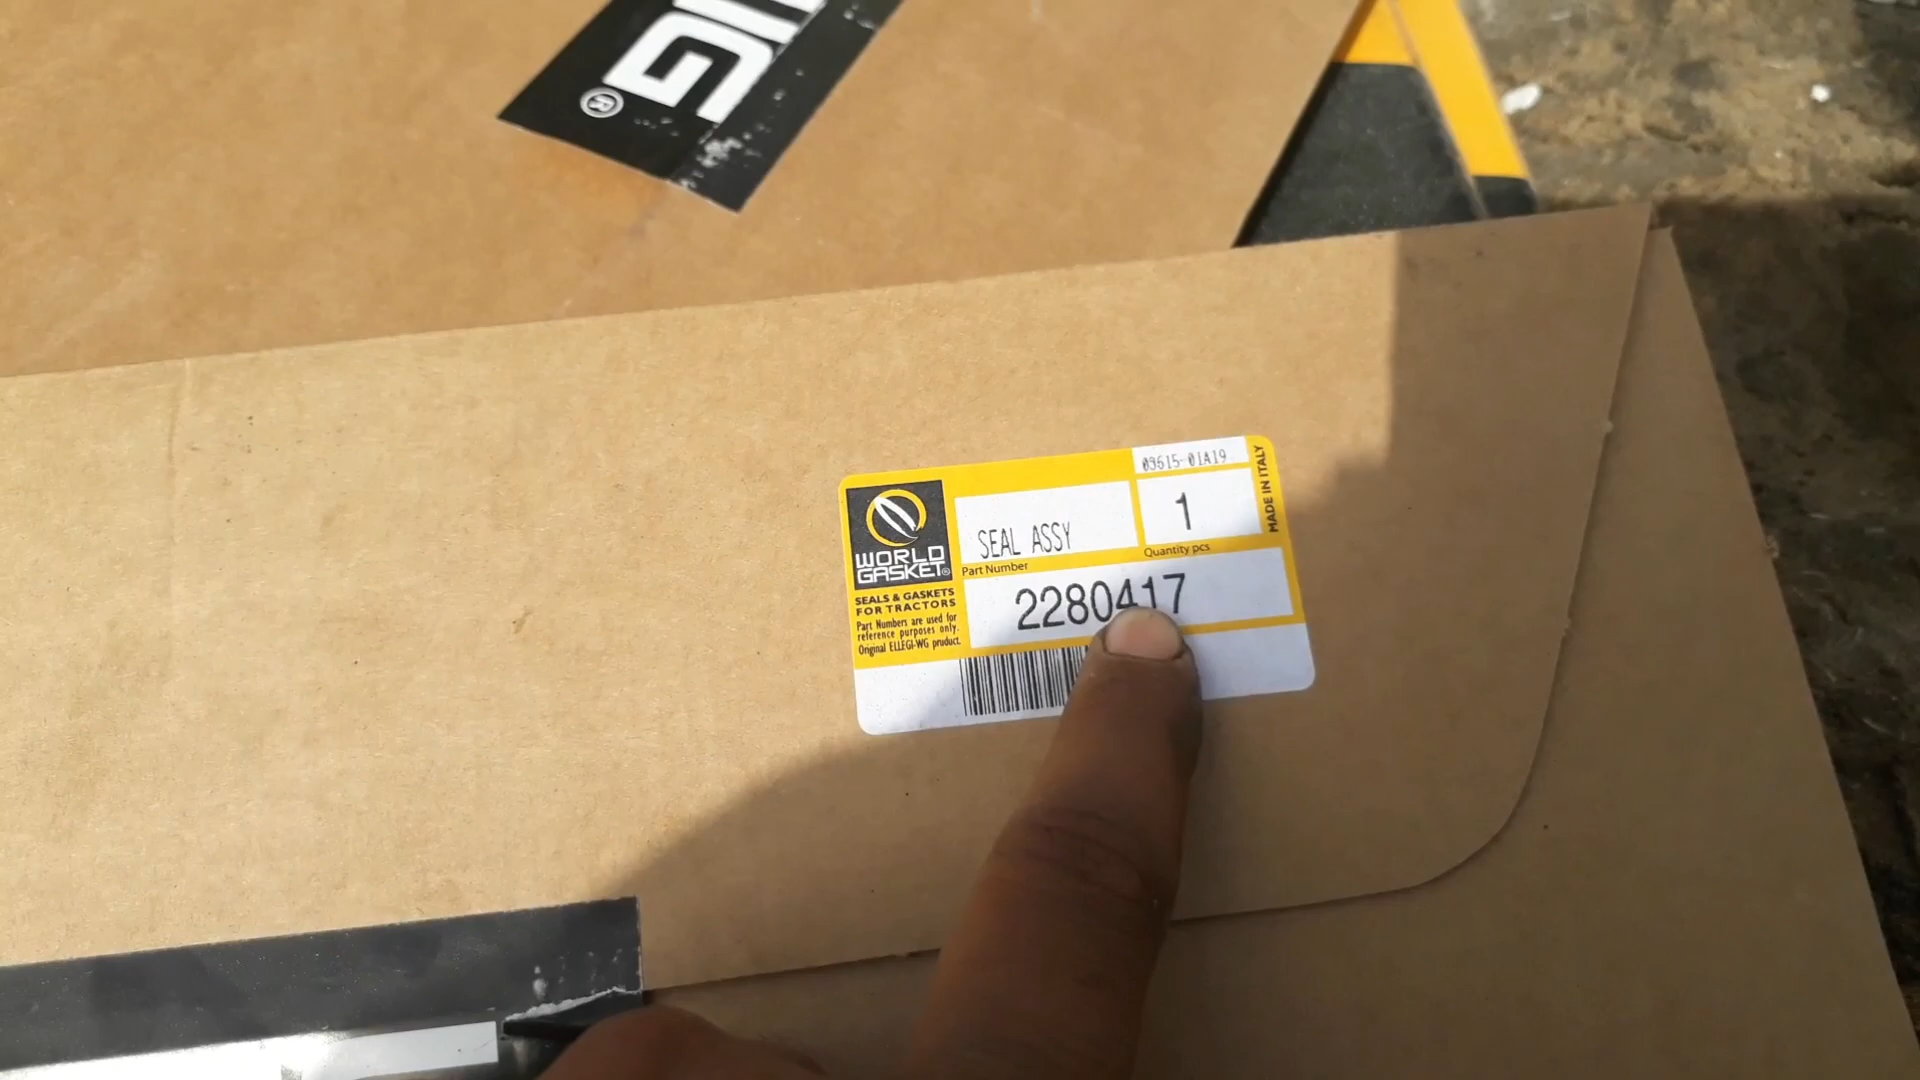 ®
03615-01A19
MADE IN ITALY
SEAL ASSY
1
Quantity pcs
Part Number
2280417
WORLD
GASKET®
SEALS & GASKETS
FOR TRACTORS
Part Numbers are used for
reference purposes only.
Original ELLEGI-WG product.